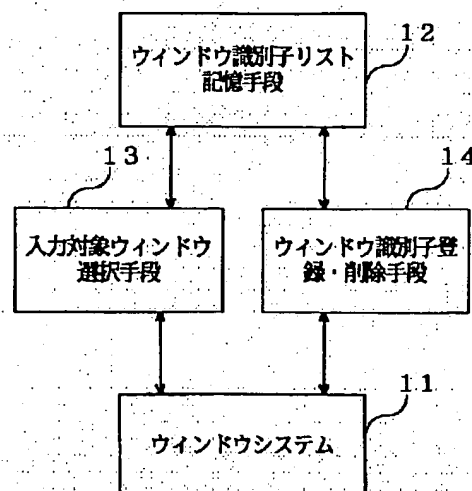 12
ウィンドウ識別子リスト
記憶手段
13
14
入力対象ウィンドウ
選択手段
ウィンドウ識別子登
録・削除手段
11
ウィンドウシステム